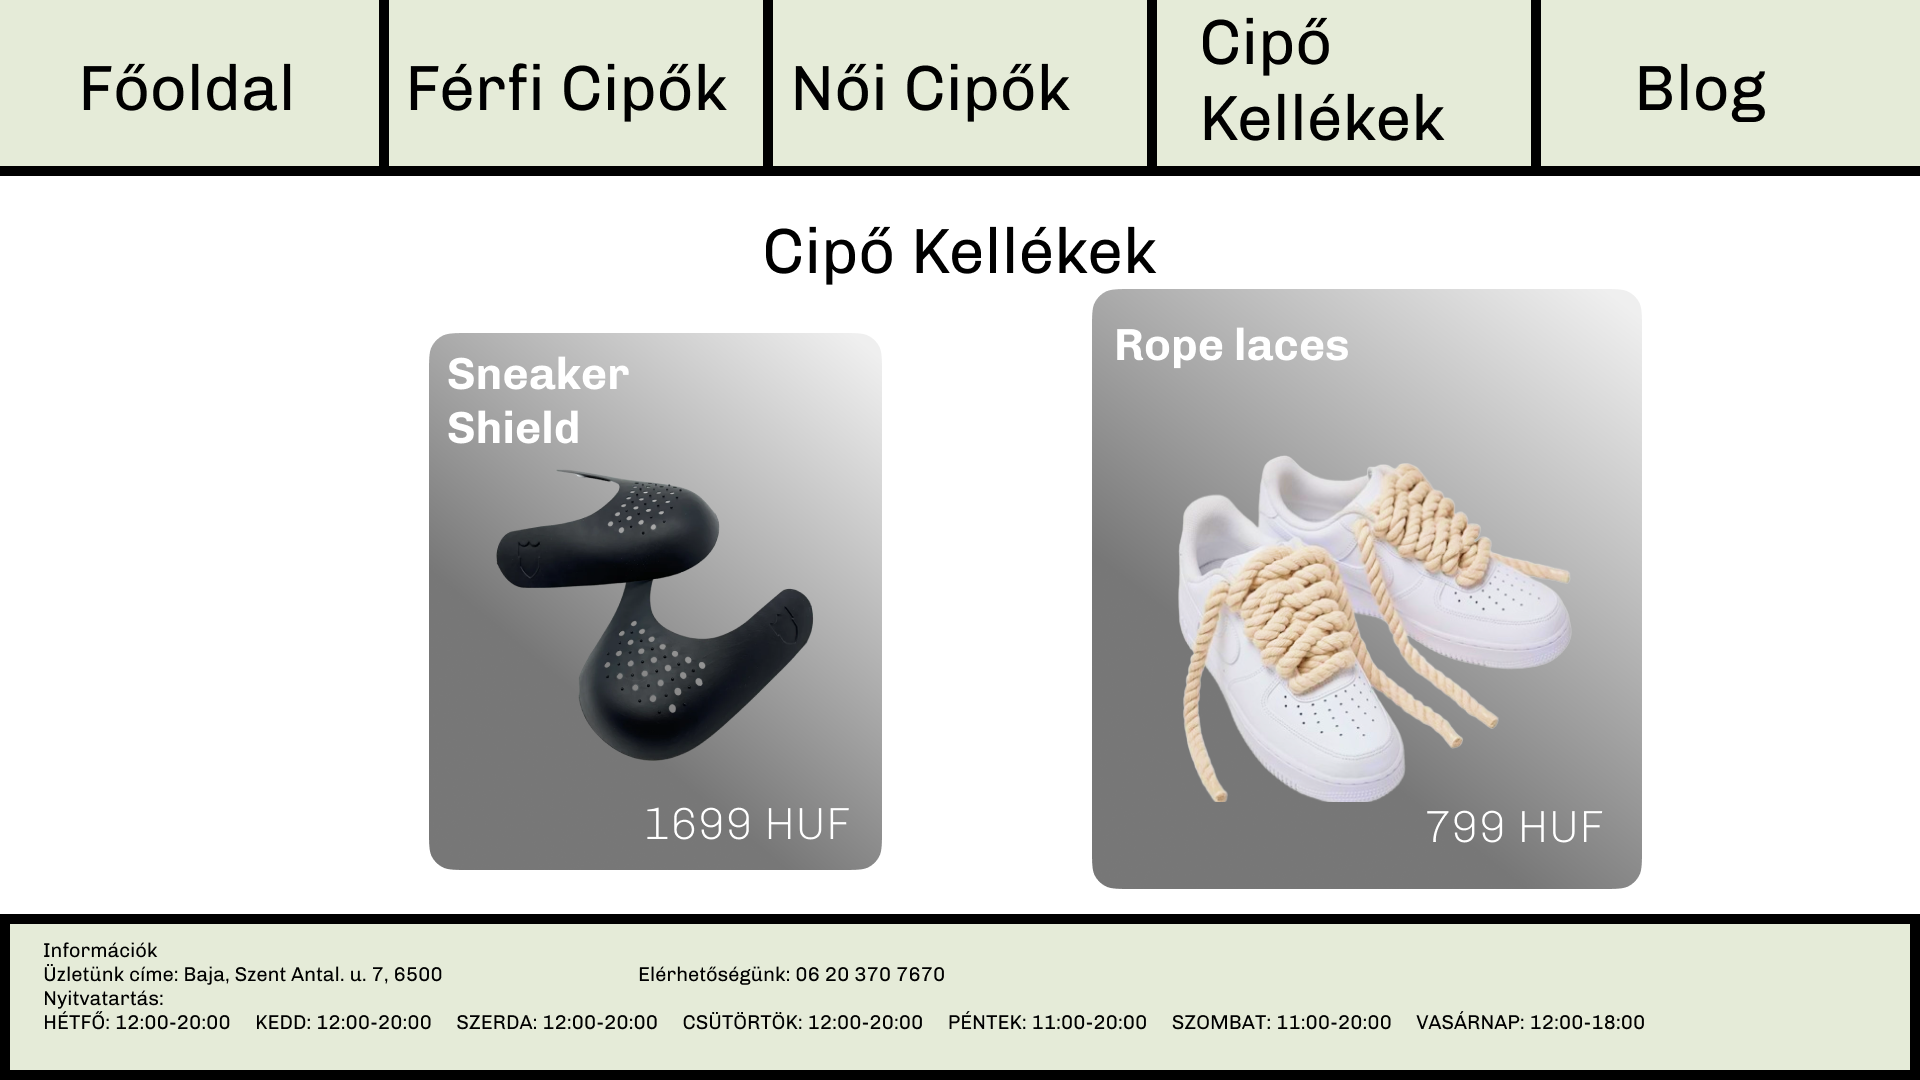 Főoldal
Férfi Cipők
Női Cipők
Cipő
Kellékek
Blog
Cipő Kellékek
Sneaker
Shield
1699 HUF
Rope laces
799 HUF
Információk
Üzletünk címe: Baja, Szent Antal. u. 7, 6500 Elérhetőségünk: 06 20 370 7670
Nyitvatartás:
HÉTFŐ: 12:00-20:00 KEDD: 12:00-20:00 SZERDA: 12:00-20:00 CSÜTÖRTÖK: 12:00-20:00 PÉNTEK: 11:00-20:00 SZOMBAT: 11:00-20:00 VASÁRNAP: 12:00-18:00